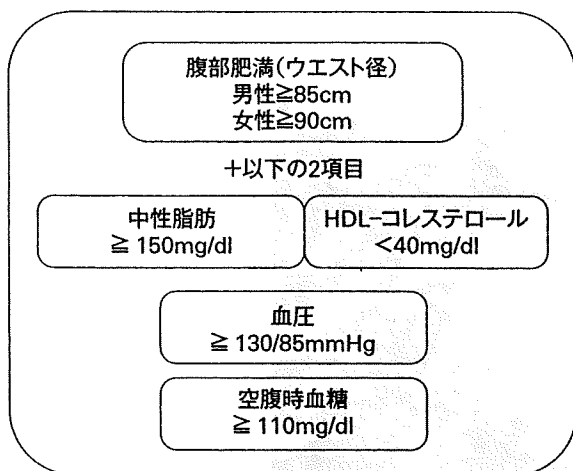 腹部肥満(ウエスト径)
男性≧85cm
女性≧90cm
+以下の2項目
中性脂肪
≧ 150mg/dl
HDL-コレステロール
<40mg/dl
血圧
≧ 130/85mmHg
空腹時血糖
≧ 110mg/dl